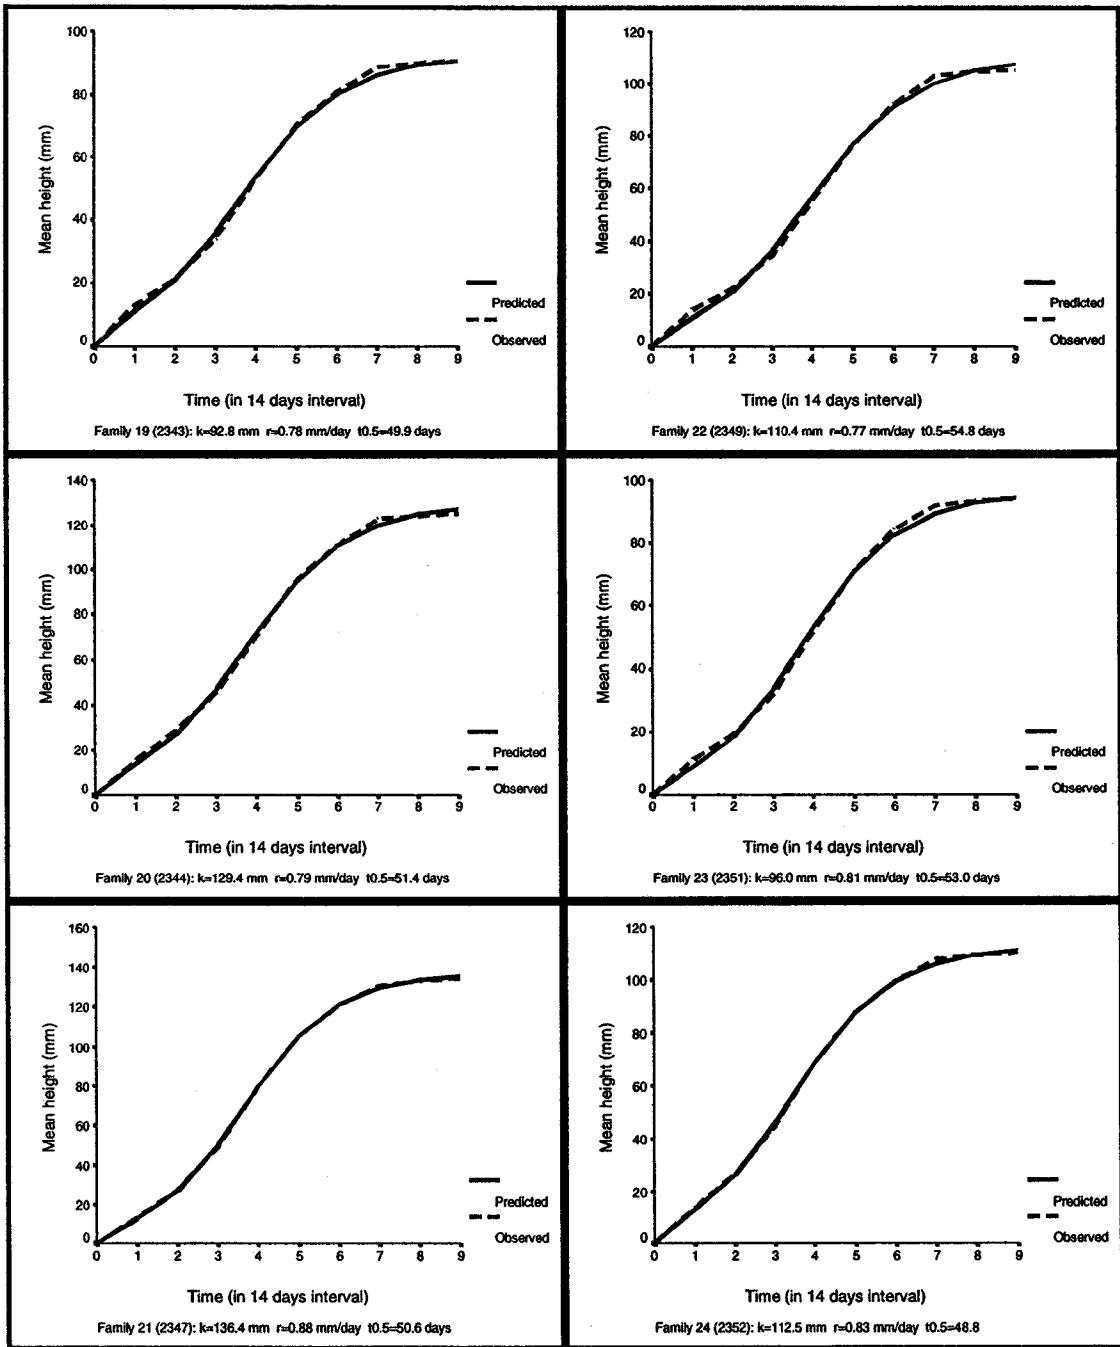 100
80
60
40
20
0
0 1 2 3 4 5 6 7 8 9
Mean height (mm)
Predicted
Observed
Time (in 14 days interval)
Family 19 (2343): k=92.8 mm r=0.78 mm/day t0.5=49.9 days
120
100
80
60
40
20
0
0 1 2 3 4 5 6 7 8 9
Mean height (mm)
Predicted
Observed
Time (in 14 days interval)
Family 22 (2349): k=110.4 mm r=0.77 mm/day t0.5=54.8 days
140
120
100
80
60
40
20
0
0 1 2 3 4 5 6 7 8 9
Mean height (mm)
Predicted
Observed
Time (in 14 days interval)
Family 20 (2344): k=129.4 mm r=0.79 mm/day t0.5=51.4 days
100
80
60
40
20
0
0 1 2 3 4 5 6 7 8 9
Mean height (mm)
Predicted
Observed
Time (in 14 days interval)
Family 23 (2351): k=96.0 mm r=0.81 mm/day t0.5=53.0 days
160
140
120
100
80
60
40
20
0
0 1 2 3 4 5 6 7 8 9
Mean height (mm)
Predicted
Observed
Time (in 14 days interval)
Family 21 (2347): k=136.4 mm r=0.88 mm/day t0.5=50.6 days
120
100
80
60
40
20
0
0 1 2 3 4 5 6 7 8 9
Mean height (mm)
Predicted
Observed
Time (in 14 days interval)
Family 24 (2352): k=112.5 mm r=0.83 mm/day t0.5=48.8